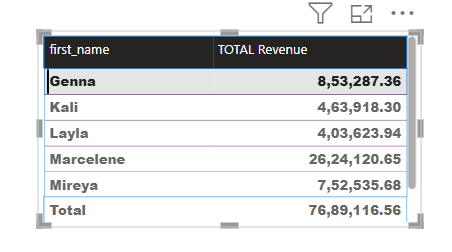 first_name TOTAL Revenue
Genna 8,53,287.36
Kali 4,63,918.30
Layla 4,03,623.94
Marcelene 26,24,120.65
Mireya 7,52,535.68
Total 76,89,116.56